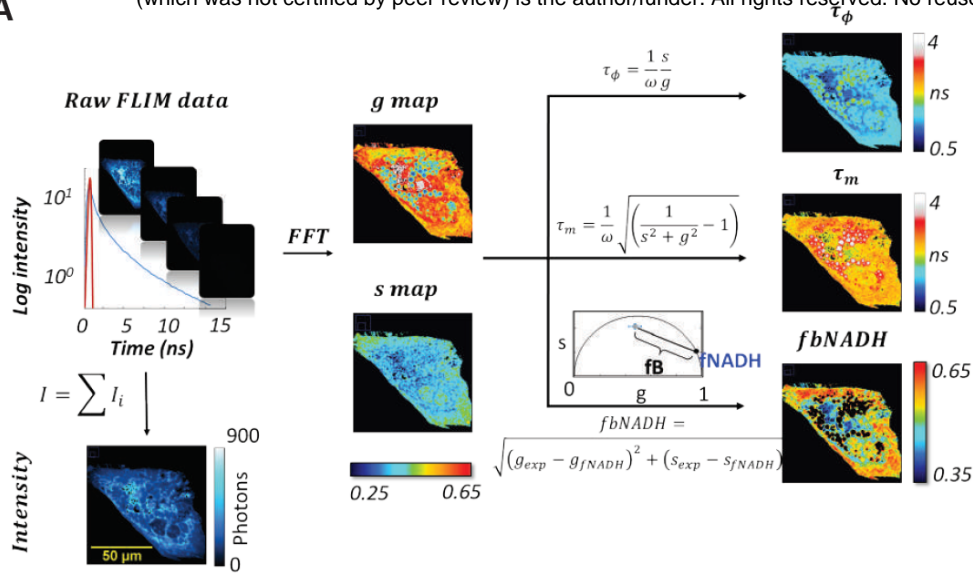 (which was not certified by peer review) is the author/funder. All rights reserved. No reuse
A
Raw FLIM data
Log intensity
10¹
10⁰
0 5 10 15
Time (ns)
I = ∑ Iᵢ
Intensity
50 μm
900
Photons
0
FFT
g map
s map
0.25 0.65
τϕ = 1/ω s/g
τm = 1/ω √(1/(s² + g²) − 1)
s
fB
fNADH
0 g 1
fbNADH =
√((gexp − gfNADH)² + (sexp − sfNADH)
τϕ
4
ns
0.5
τm
4
ns
0.5
fbNADH
0.65
0.35